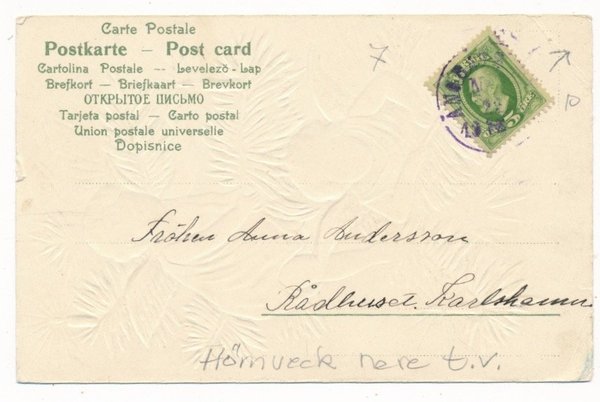 Carte Postale
Postkarte — Post card
Cartolina Postale — Levelező-Lap
Brefkort — Briefkaart — Brevkort
ОТКРЫТОЕ ПИСЬМО
Tarjeta postal — Carto postal
Union postale universelle
Dopisnice
7
5
Fröken Anna Andersson
Rådhuset. Karlshamn
Hörnveck nere t.v.